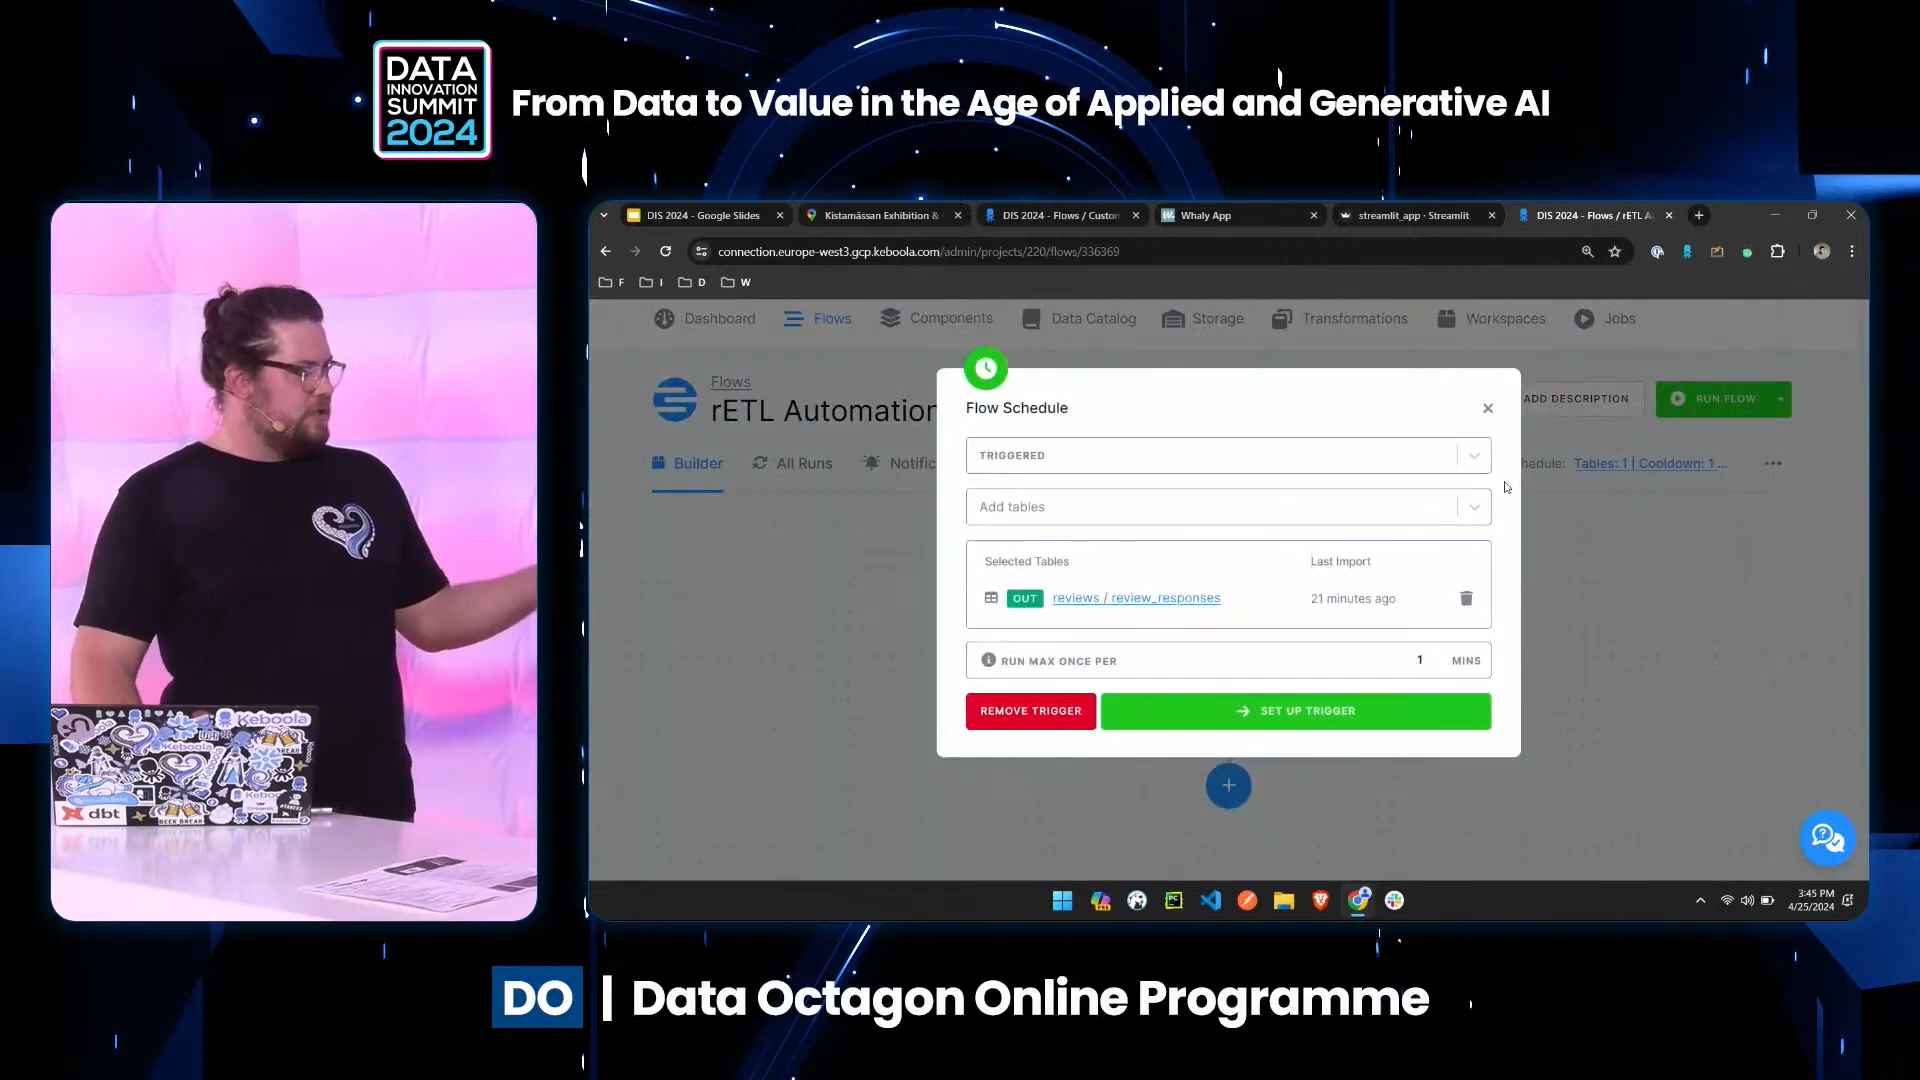 DATA
INNOVATION
SUMMIT
2024
From Data to Value in the Age of Applied and Generative AI
DIS 2024 - Google Slides
Kistamässan Exhibition &
DIS 2024 - Flows / Custon
Whaly App
streamlit_app · Streamlit
DIS 2024 - Flows / rETL A
connection.europe-west3.gcp.keboola.com/admin/projects/220/flows/336369
F
I
D
W
Dashboard
Flows
Components
Data Catalog
Storage
Transformations
Workspaces
Jobs
Flows
rETL Automation
ADD DESCRIPTION
RUN FLOW
Builder
All Runs
Notific
hedule: Tables: 1 | Cooldown: 1 ...
Flow Schedule
TRIGGERED
Add tables
Selected Tables
Last Import
OUT reviews / review_responses
21 minutes ago
RUN MAX ONCE PER
1 MINS
REMOVE TRIGGER
SET UP TRIGGER
3:45 PM
4/25/2024
Keboola
Keboola
dbt
BEER BREAK
DO | Data Octagon Online Programme